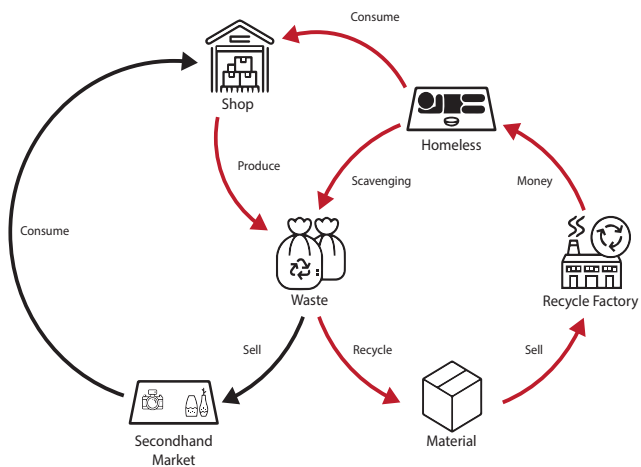 Consume
Shop
Homeless
Produce
Scavenging
Money
Consume
Waste
Recycle Factory
Sell
Recycle
Sell
Secondhand
Market
Material